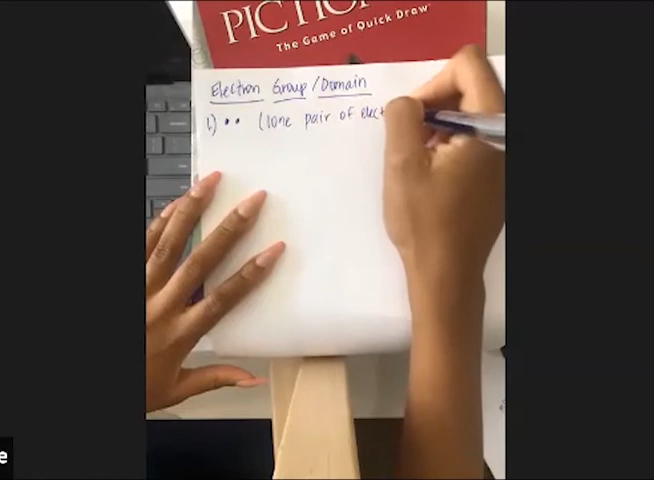 PICTIO
The Game of Quick Draw
Electron Group / Domain
1.) •• (lone pair of elect
e